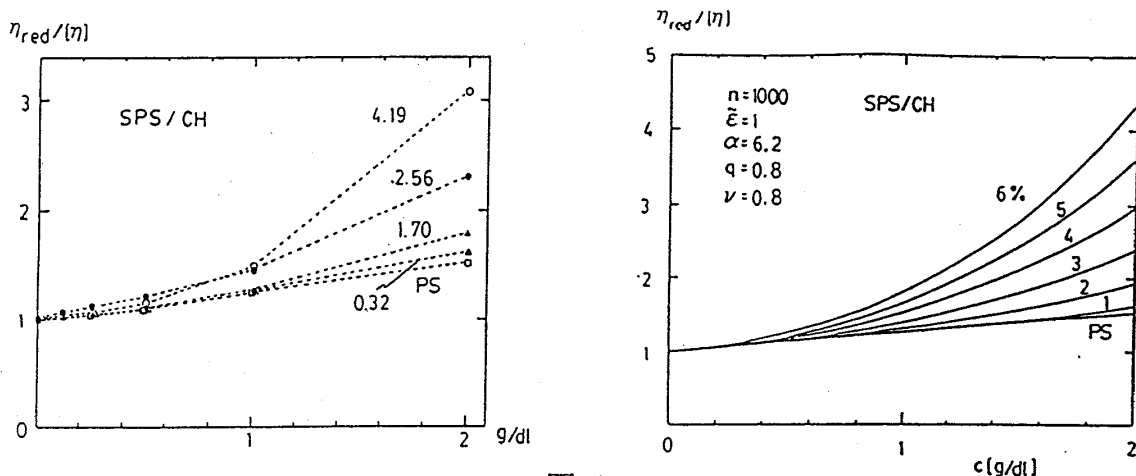 η red /[η]
3
2
1
0
SPS / CH
4.19
2.56
1.70
PS
0.32
1
2
g/dl
η red /[η]
5
4
3
2
1
n=1000
ε̃=1
α=6.2
q=0.8
ν=0.8
SPS/CH
6%
5
4
3
2
1
PS
0
1
2
c[g/dl]